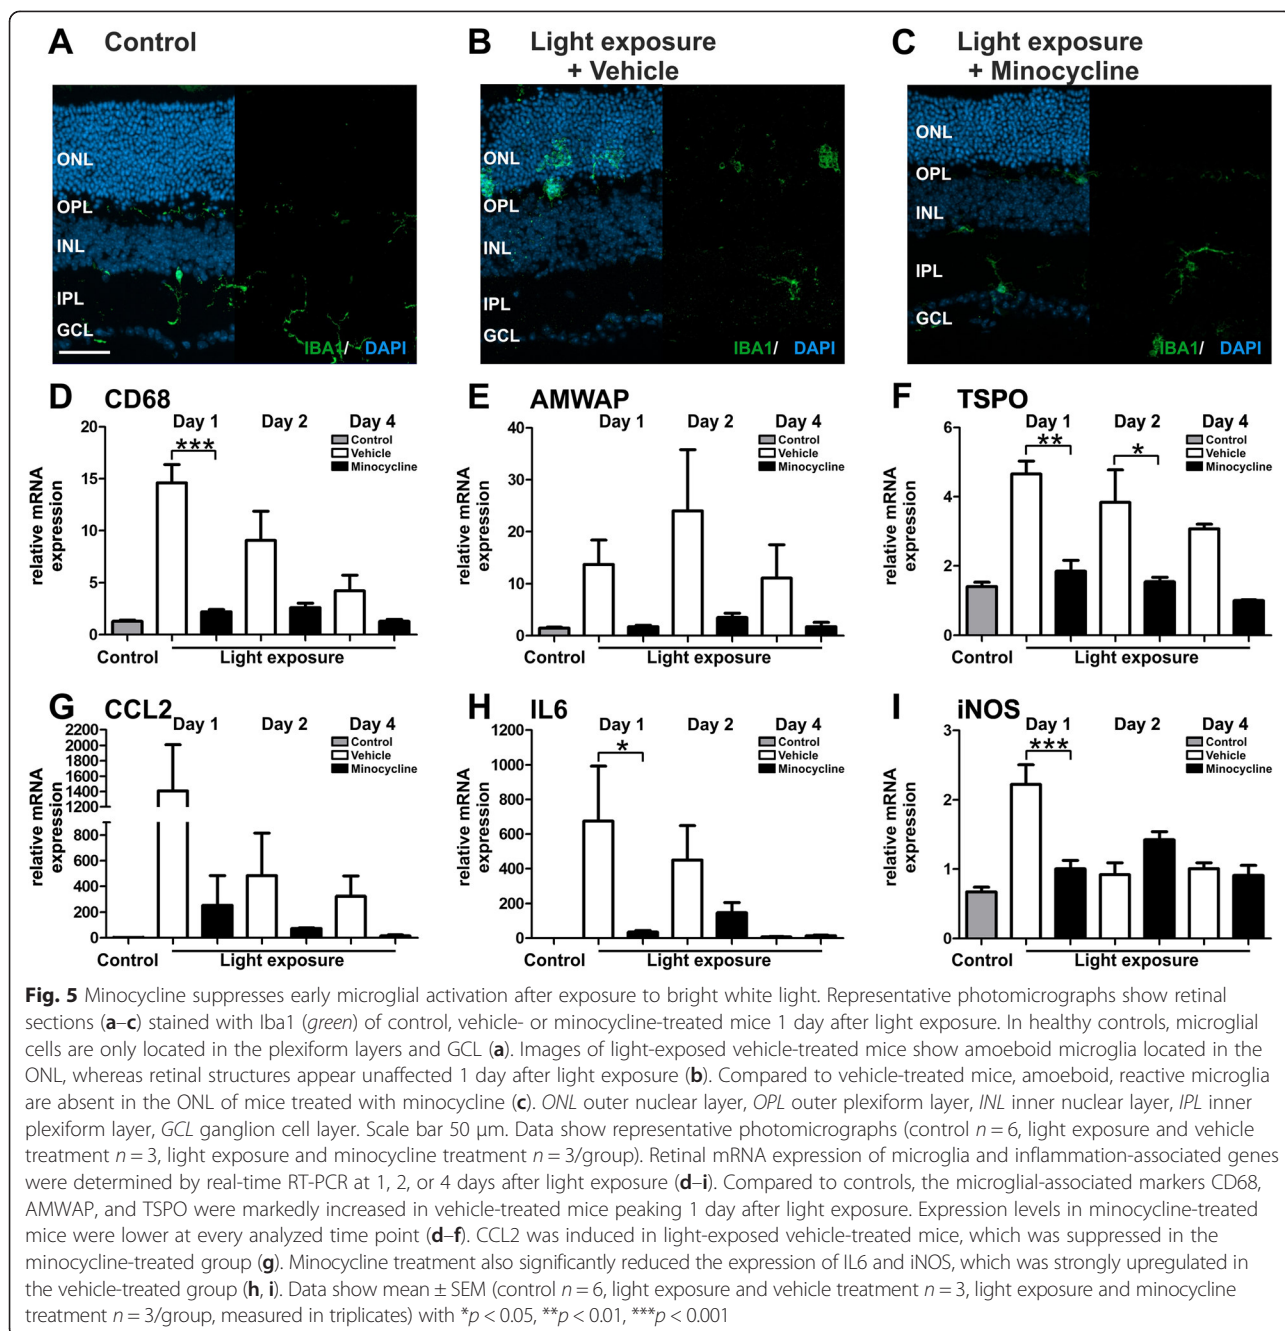 A Control
B Light exposure
+ Vehicle
C Light exposure
+ Minocycline
ONL
OPL
INL
IPL
GCL
IBA1/ DAPI
ONL
OPL
INL
IPL
GCL
IBA1/ DAPI
ONL
OPL
INL
IPL
GCL
IBA1/ DAPI
D CD68
Day 1 Day 2 Day 4
Control
Vehicle
Minocycline
***
relative mRNA
expression
20
15
10
5
0
Control Light exposure
E AMWAP
Day 1 Day 2 Day 4
Control
Vehicle
Minocycline
relative mRNA
expression
40
30
20
10
0
Control Light exposure
F TSPO
Day 1 Day 2 Day 4
Control
Vehicle
Minocycline
**
*
relative mRNA
expression
6
4
2
0
Control Light exposure
G CCL2
Day 1 Day 2 Day 4
Control
Vehicle
Minocycline
relative mRNA
expression
2200
2000
1800
1600
1400
1200
800
600
400
200
0
Control Light exposure
H IL6
Day 1 Day 2 Day 4
Control
Vehicle
Minocycline
*
relative mRNA
expression
1200
1000
800
600
400
200
0
Control Light exposure
I iNOS
Day 1 Day 2 Day 4
Control
Vehicle
Minocycline
***
relative mRNA
expression
3
2
1
0
Control Light exposure
Fig. 5 Minocycline suppresses early microglial activation after exposure to bright white light. Representative photomicrographs show retinal
sections (a–c) stained with Iba1 (green) of control, vehicle- or minocycline-treated mice 1 day after light exposure. In healthy controls, microglial
cells are only located in the plexiform layers and GCL (a). Images of light-exposed vehicle-treated mice show amoeboid microglia located in the
ONL, whereas retinal structures appear unaffected 1 day after light exposure (b). Compared to vehicle-treated mice, amoeboid, reactive microglia
are absent in the ONL of mice treated with minocycline (c). ONL outer nuclear layer, OPL outer plexiform layer, INL inner nuclear layer, IPL inner
plexiform layer, GCL ganglion cell layer. Scale bar 50 μm. Data show representative photomicrographs (control n = 6, light exposure and vehicle
treatment n = 3, light exposure and minocycline treatment n = 3/group). Retinal mRNA expression of microglia and inflammation-associated genes
were determined by real-time RT-PCR at 1, 2, or 4 days after light exposure (d–i). Compared to controls, the microglial-associated markers CD68,
AMWAP, and TSPO were markedly increased in vehicle-treated mice peaking 1 day after light exposure. Expression levels in minocycline-treated
mice were lower at every analyzed time point (d–f). CCL2 was induced in light-exposed vehicle-treated mice, which was suppressed in the
minocycline-treated group (g). Minocycline treatment also significantly reduced the expression of IL6 and iNOS, which was strongly upregulated in
the vehicle-treated group (h, i). Data show mean ± SEM (control n = 6, light exposure and vehicle treatment n = 3, light exposure and minocycline
treatment n = 3/group, measured in triplicates) with *p < 0.05, **p < 0.01, ***p < 0.001